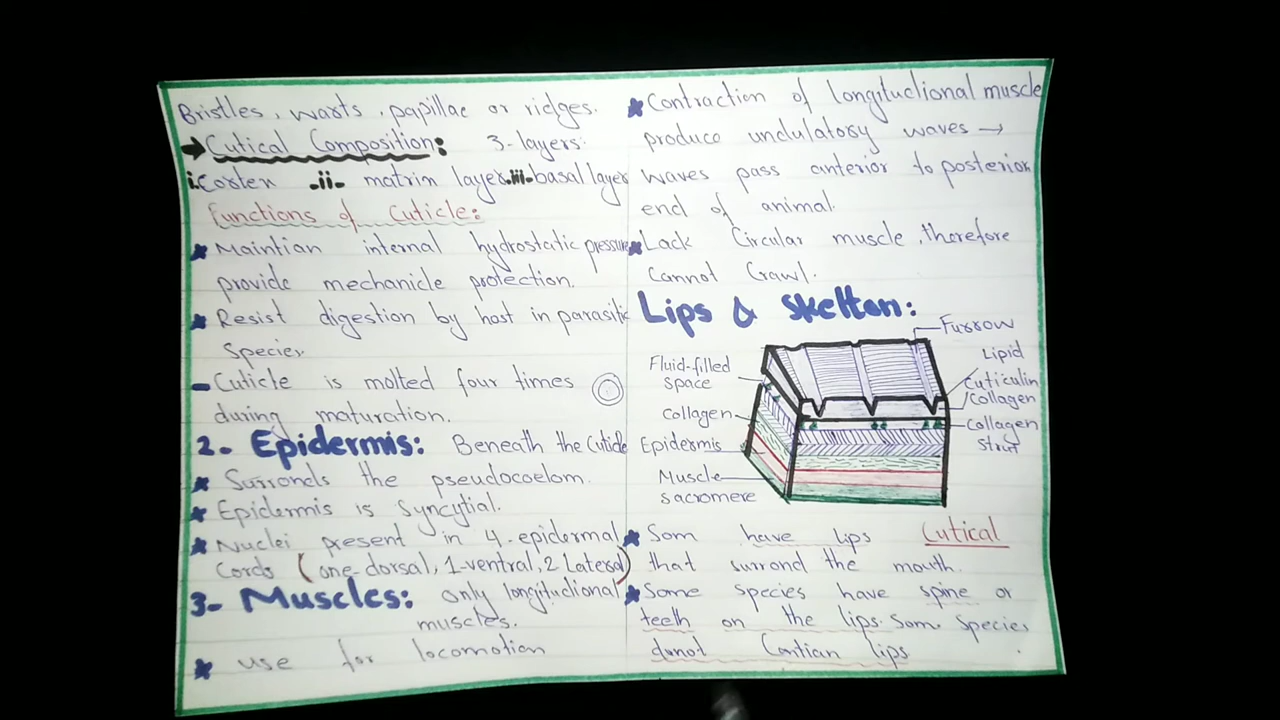 Bristles, warts, papillae or ridges.
→ Cutical Composition: 3-layers:
i. Cortex -ii- matrix layer iii- basal layer
Functions of Cuticle:
★ Maintian internal hydrostatic pressure
provide mechanicle protection.
★ Resist digestion by host in parasitic
Species
- Cuticle is molted four times
during maturation.
2- Epidermis: Beneath the cuticle
★ Surronds the pseudocoelom.
★ Epidermis is Syncytial.
★ Nuclei present in 4-epidermal
Cords (one-dorsal, 1-ventral, 2 Lateral)
3- Muscles: only longitudional
muscles.
★ use for locomotion
★ Contraction of longitudional muscle
produce undulatory waves →
waves pass anterior to posterior
end of animal.
★ Lack Circular muscle, therefore
Cannot Crawl.
Lips & skelton:
Furrow
Fluid-filled
space
Lipid
Cuticulin
Collagen
Collagen
Collagen
strut
Epidermis
Muscle
sacromere
Cutical
★ Som have lips
that surrond the mouth.
★ Some species have spine or
teeth on the lips. Som Species
donot Contian lips